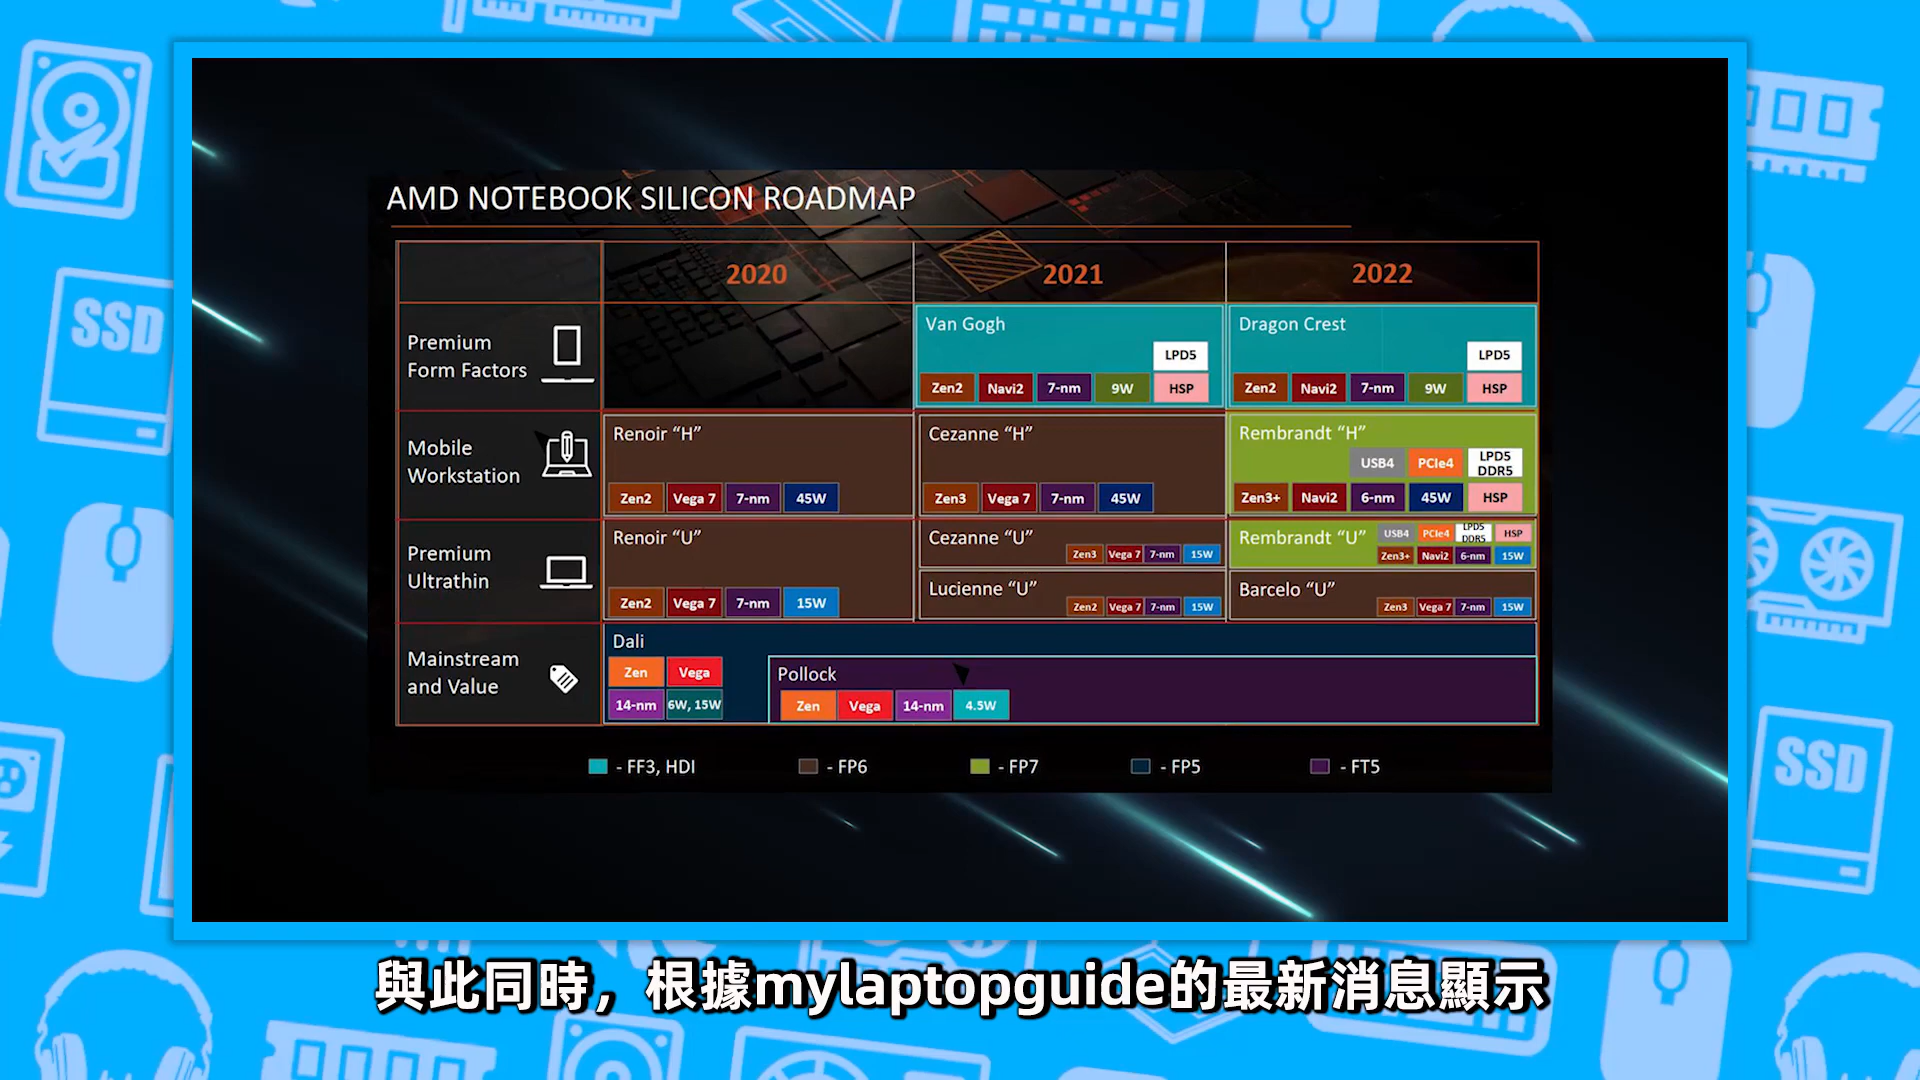 SSD
AMD NOTEBOOK SILICON ROADMAP
2020 2021 2022
Premium
Form Factors
Van Gogh
LPD5
Zen2 Navi2 7-nm 9W HSP
Dragon Crest
LPD5
Zen2 Navi2 7-nm 9W HSP
Mobile
Workstation
Renoir “H”
Zen2 Vega 7 7-nm 45W
Cezanne “H”
Zen3 Vega 7 7-nm 45W
Rembrandt “H”
USB4 PCIe4 LPD5
DDR5
Zen3+ Navi2 6-nm 45W HSP
Premium
Ultrathin
Renoir “U”
Zen2 Vega 7 7-nm 15W
Cezanne “U”
Zen3 Vega 7 7-nm 15W
Lucienne “U”
Zen2 Vega 7 7-nm 15W
Rembrandt “U”
USB4 PCIe4 LPD5
DDR5 HSP
Zen3+ Navi2 6-nm 15W
Barcelo “U”
Zen3 Vega 7 7-nm 15W
Mainstream
and Value
Dali
Zen Vega
14-nm 6W, 15W
Pollock
Zen Vega 14-nm 4.5W
- FF3, HDI - FP6 - FP7 - FP5 - FT5
SSD
與此同時，根據mylaptopguide的最新消息顯示